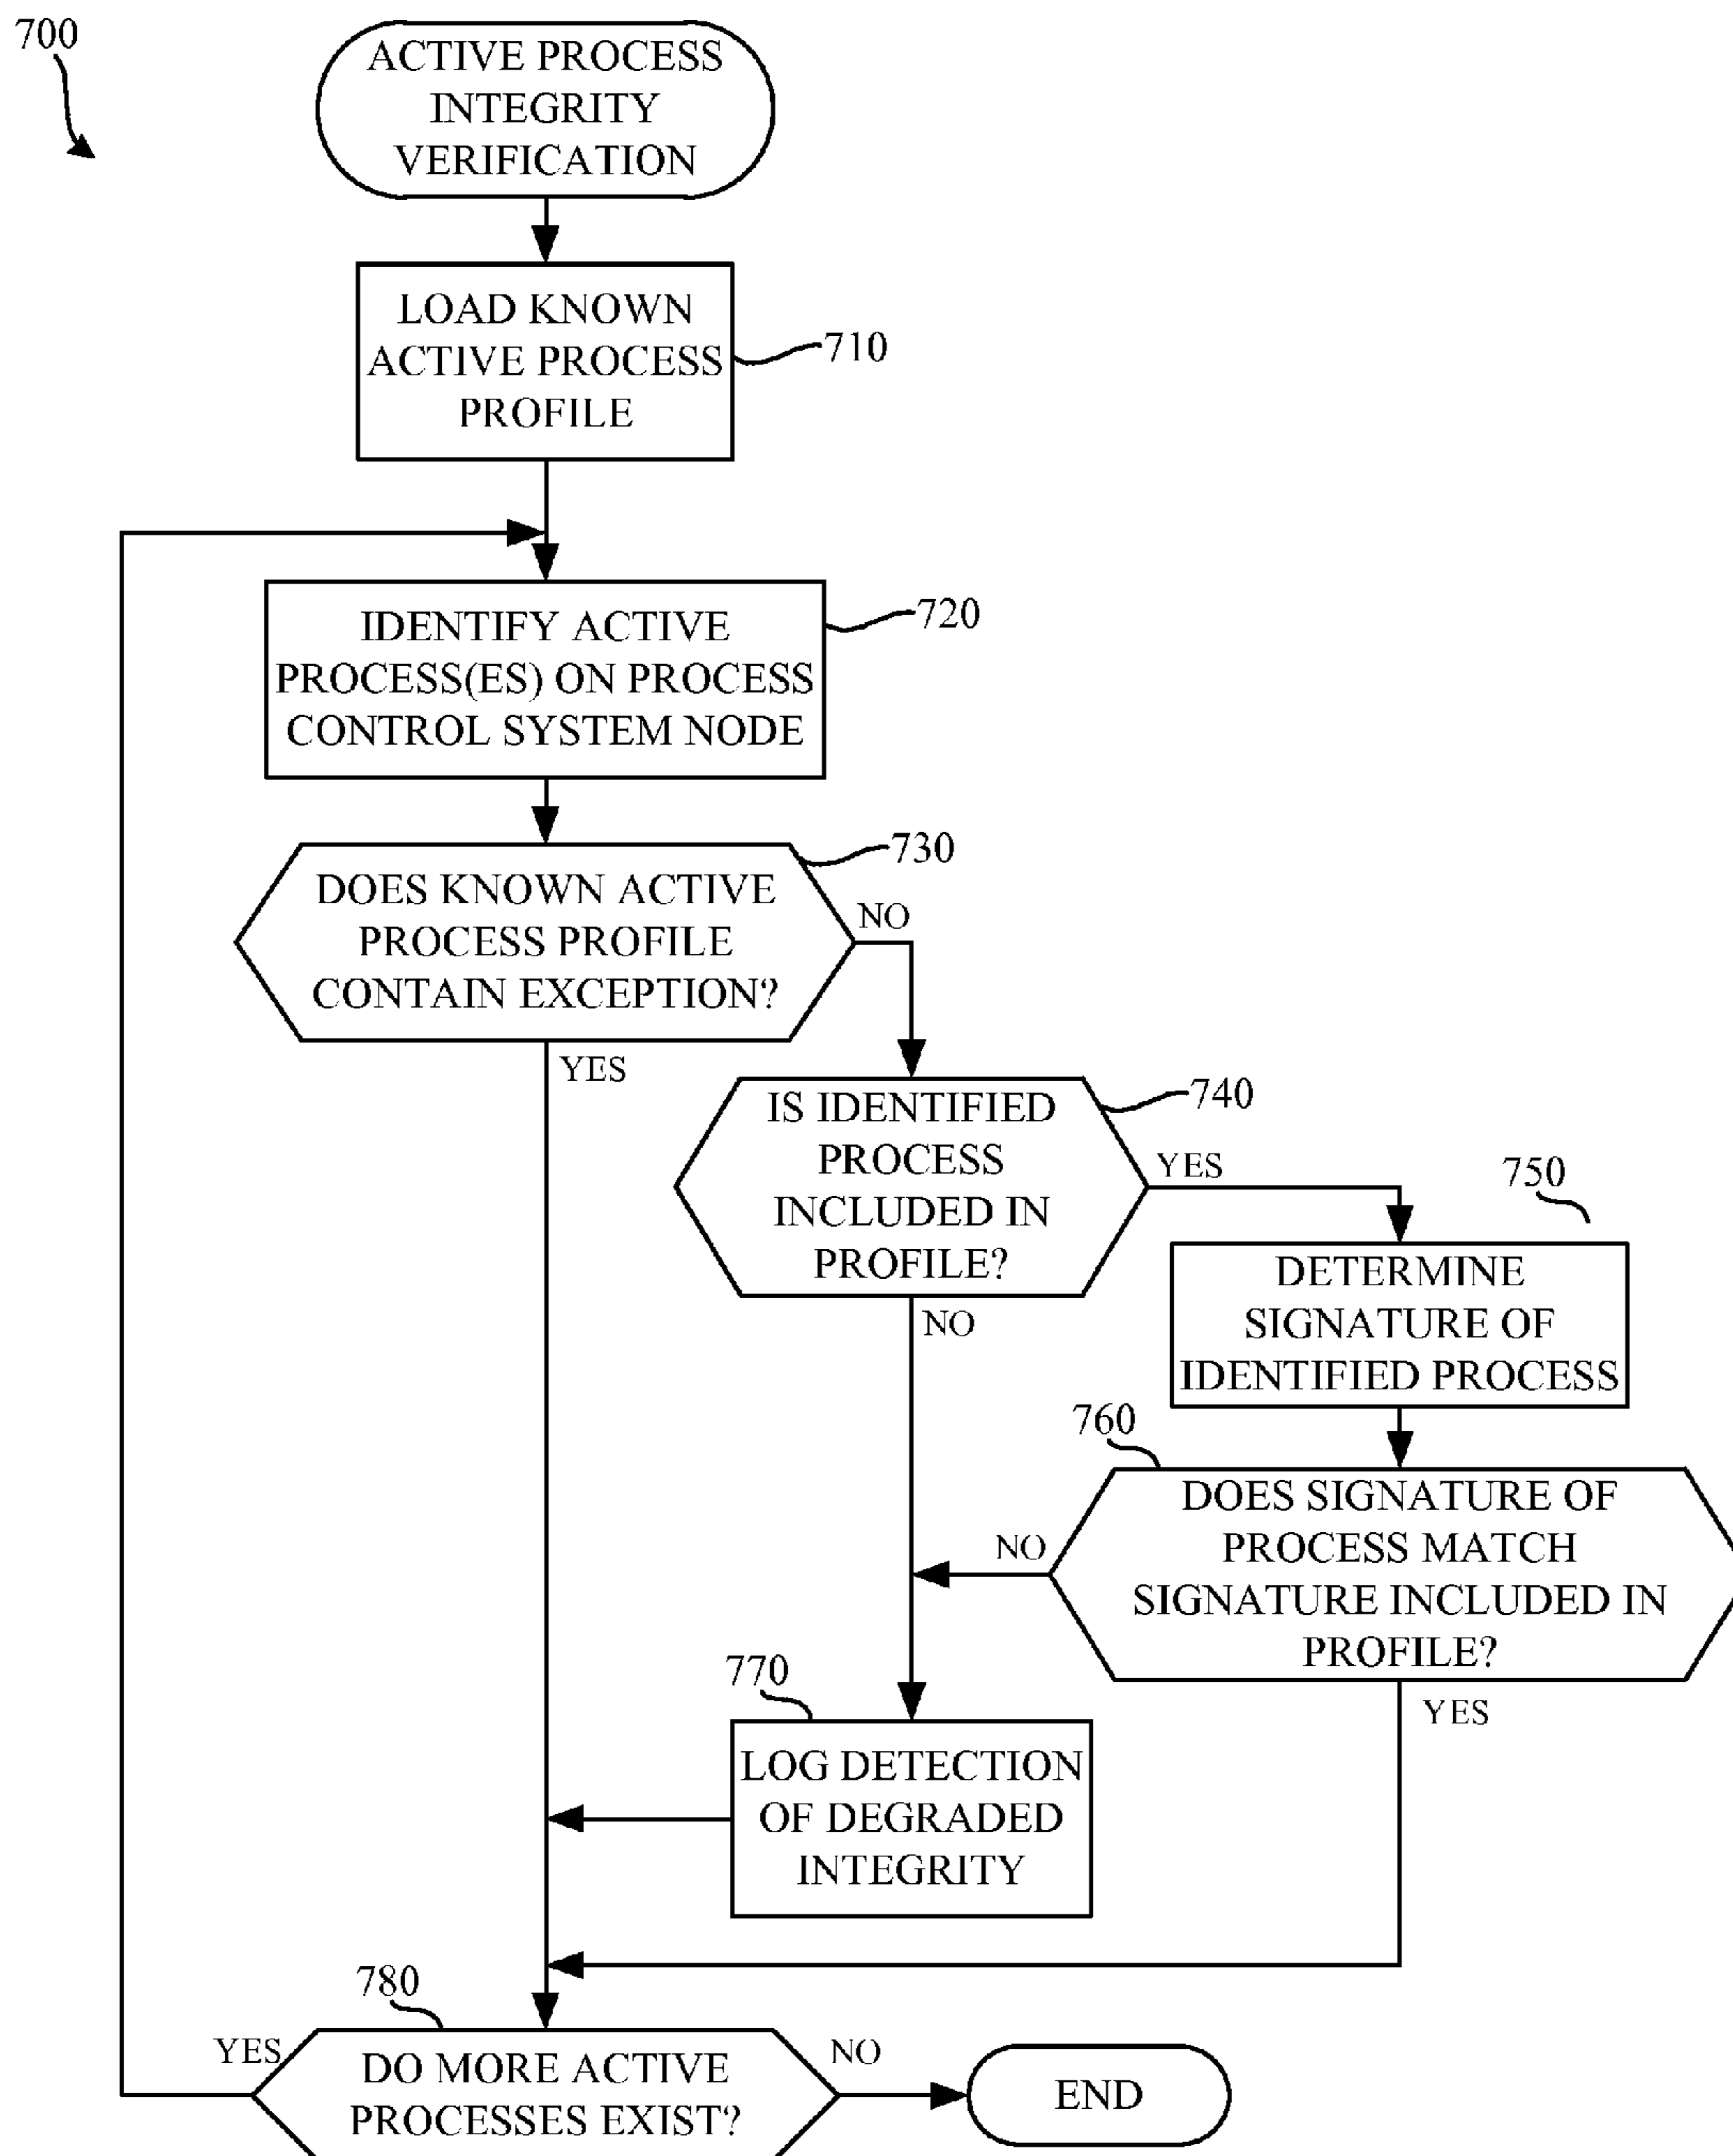 700
ACTIVE PROCESS
INTEGRITY
VERIFICATION
LOAD KNOWN
ACTIVE PROCESS
PROFILE
710
IDENTIFY ACTIVE
PROCESS(ES) ON PROCESS
CONTROL SYSTEM NODE
720
DOES KNOWN ACTIVE
PROCESS PROFILE
CONTAIN EXCEPTION?
730
NO
YES
IS IDENTIFIED
PROCESS
INCLUDED IN
PROFILE?
740
YES
NO
750
DETERMINE
SIGNATURE OF
IDENTIFIED PROCESS
760
DOES SIGNATURE OF
PROCESS MATCH
SIGNATURE INCLUDED IN
PROFILE?
NO
YES
770
LOG DETECTION
OF DEGRADED
INTEGRITY
780
YES
DO MORE ACTIVE
PROCESSES EXIST?
NO
END